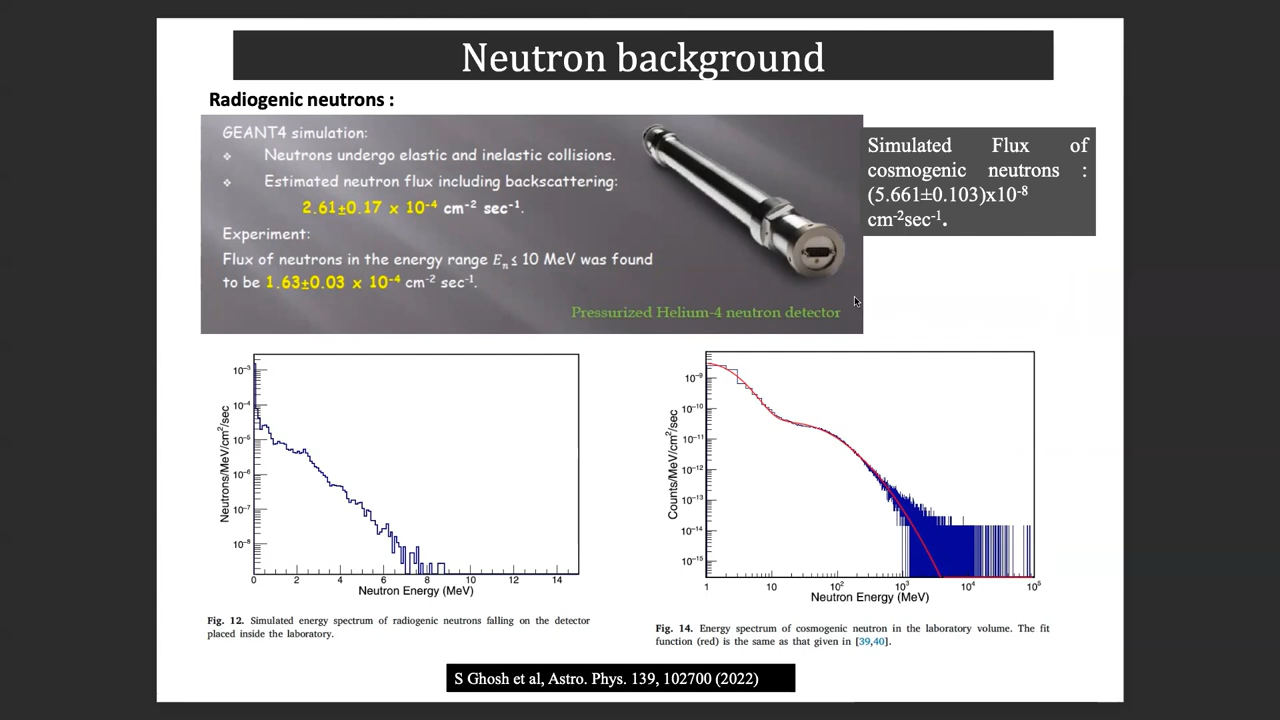 Neutron background
Radiogenic neutrons :
GEANT4 simulation:
❖ Neutrons undergo elastic and inelastic collisions.
❖ Estimated neutron flux including backscattering:
2.61±0.17 x 10⁻⁴ cm⁻² sec⁻¹.
Experiment:
Flux of neutrons in the energy range Eₙ ≤ 10 MeV was found
to be 1.63±0.03 x 10⁻⁴ cm⁻² sec⁻¹.
Pressurized Helium-4 neutron detector
Simulated Flux of
cosmogenic neutrons :
(5.661±0.103)x10⁻⁸
cm⁻²sec⁻¹.
10⁻³
10⁻⁴
10⁻⁵
10⁻⁶
10⁻⁷
10⁻⁸
Neutrons/MeV/cm²/sec
0 2 4 6 8 10 12 14
Neutron Energy (MeV)
Fig. 12. Simulated energy spectrum of radiogenic neutrons falling on the detector
placed inside the laboratory.
10⁻⁹
10⁻¹⁰
10⁻¹¹
10⁻¹²
10⁻¹³
10⁻¹⁴
10⁻¹⁵
Counts/MeV/cm²/sec
1 10 10² 10³ 10⁴ 10⁵
Neutron Energy (MeV)
Fig. 14. Energy spectrum of cosmogenic neutron in the laboratory volume. The fit
function (red) is the same as that given in [39,40].
S Ghosh et al, Astro. Phys. 139, 102700 (2022)